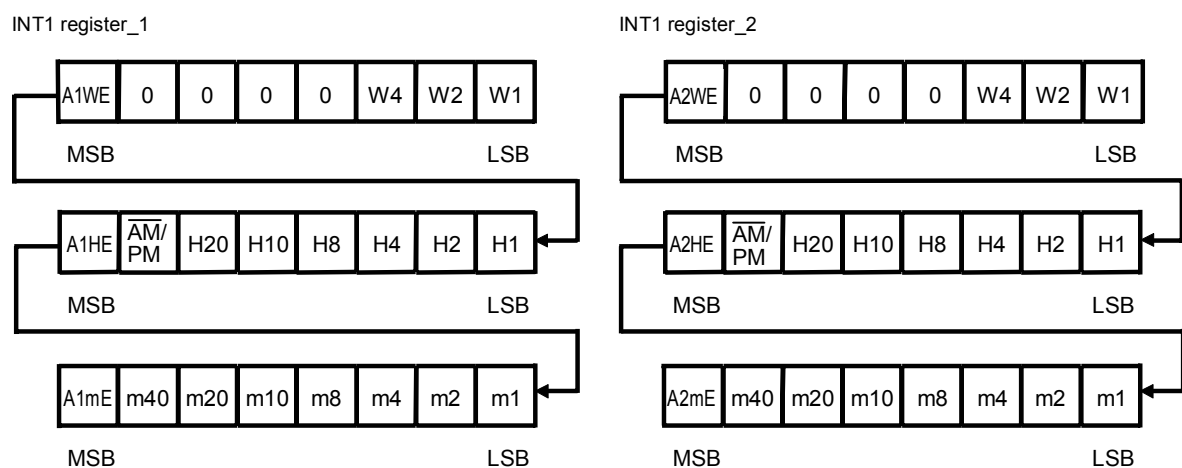 INT1 register_1
A1WE 0 0 0 0 W4 W2 W1
MSB LSB
A1HE AM/ PM H20 H10 H8 H4 H2 H1
MSB LSB
A1mE m40 m20 m10 m8 m4 m2 m1
MSB LSB
INT1 register_2
A2WE 0 0 0 0 W4 W2 W1
MSB LSB
A2HE AM/ PM H20 H10 H8 H4 H2 H1
MSB LSB
A2mE m40 m20 m10 m8 m4 m2 m1
MSB LSB